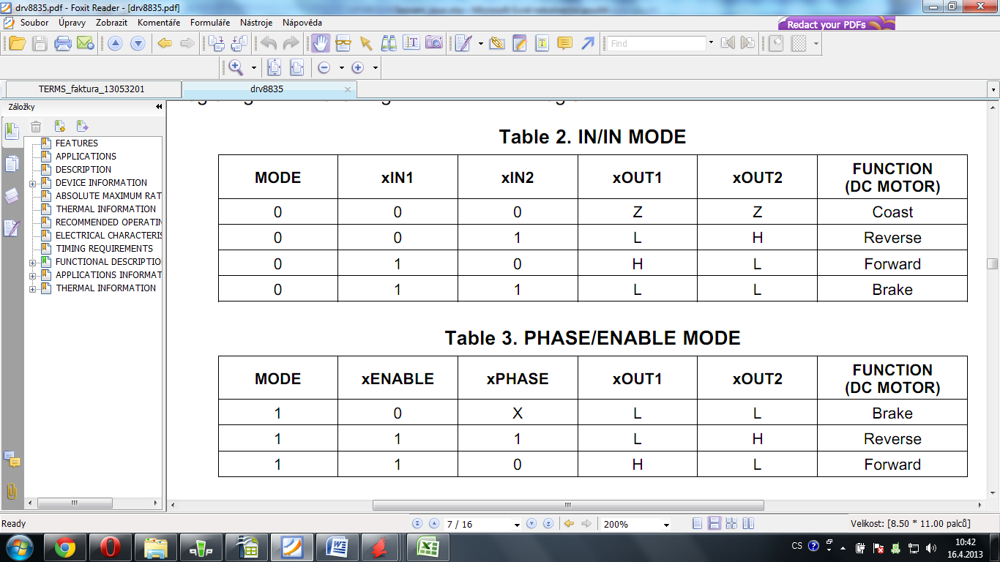 drv8835.pdf - Foxit Reader - [drv8835.pdf]
Soubor Úpravy Zobrazit Komentáře Formuláře Nástroje Nápověda
Redact your PDFs
Find
TERMS_faktura_13053201 drv8835
Záložky
FEATURES
APPLICATIONS
DESCRIPTION
DEVICE INFORMATION
ABSOLUTE MAXIMUM RAT
THERMAL INFORMATION
RECOMMENDED OPERATIN
ELECTRICAL CHARACTERIS
TIMING REQUIREMENTS
FUNCTIONAL DESCRIPTIO
APPLICATIONS INFORMAT
THERMAL INFORMATION
Table 2. IN/IN MODE
MODE xIN1 xIN2 xOUT1 xOUT2 FUNCTION (DC MOTOR)
0 0 0 Z Z Coast
0 0 1 L H Reverse
0 1 0 H L Forward
0 1 1 L L Brake
Table 3. PHASE/ENABLE MODE
MODE xENABLE xPHASE xOUT1 xOUT2 FUNCTION (DC MOTOR)
1 0 X L L Brake
1 1 1 L H Reverse
1 1 0 H L Forward
Ready 7 / 16 200% Velikost: [8.50 * 11.00 palců]
CS 10:42
16.4.2013